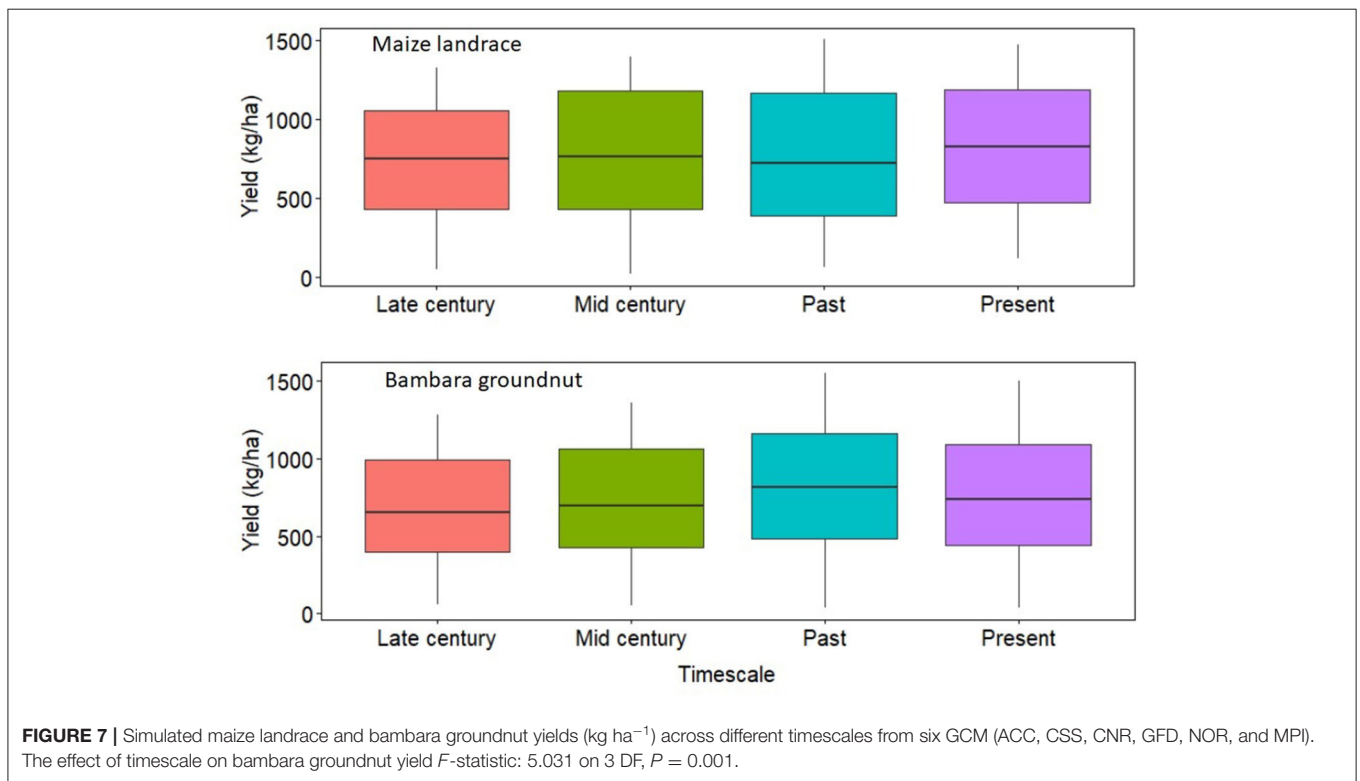 Maize landrace
1500
1000
500
0
Yield (kg/ha)
Late century Mid century Past Present
Bambara groundnut
1500
1000
500
0
Yield (kg/ha)
Late century Mid century Past Present
Timescale
FIGURE 7 | Simulated maize landrace and bambara groundnut yields (kg ha⁻¹) across different timescales from six GCM (ACC, CSS, CNR, GFD, NOR, and MPI).
The effect of timescale on bambara groundnut yield F-statistic: 5.031 on 3 DF, P = 0.001.